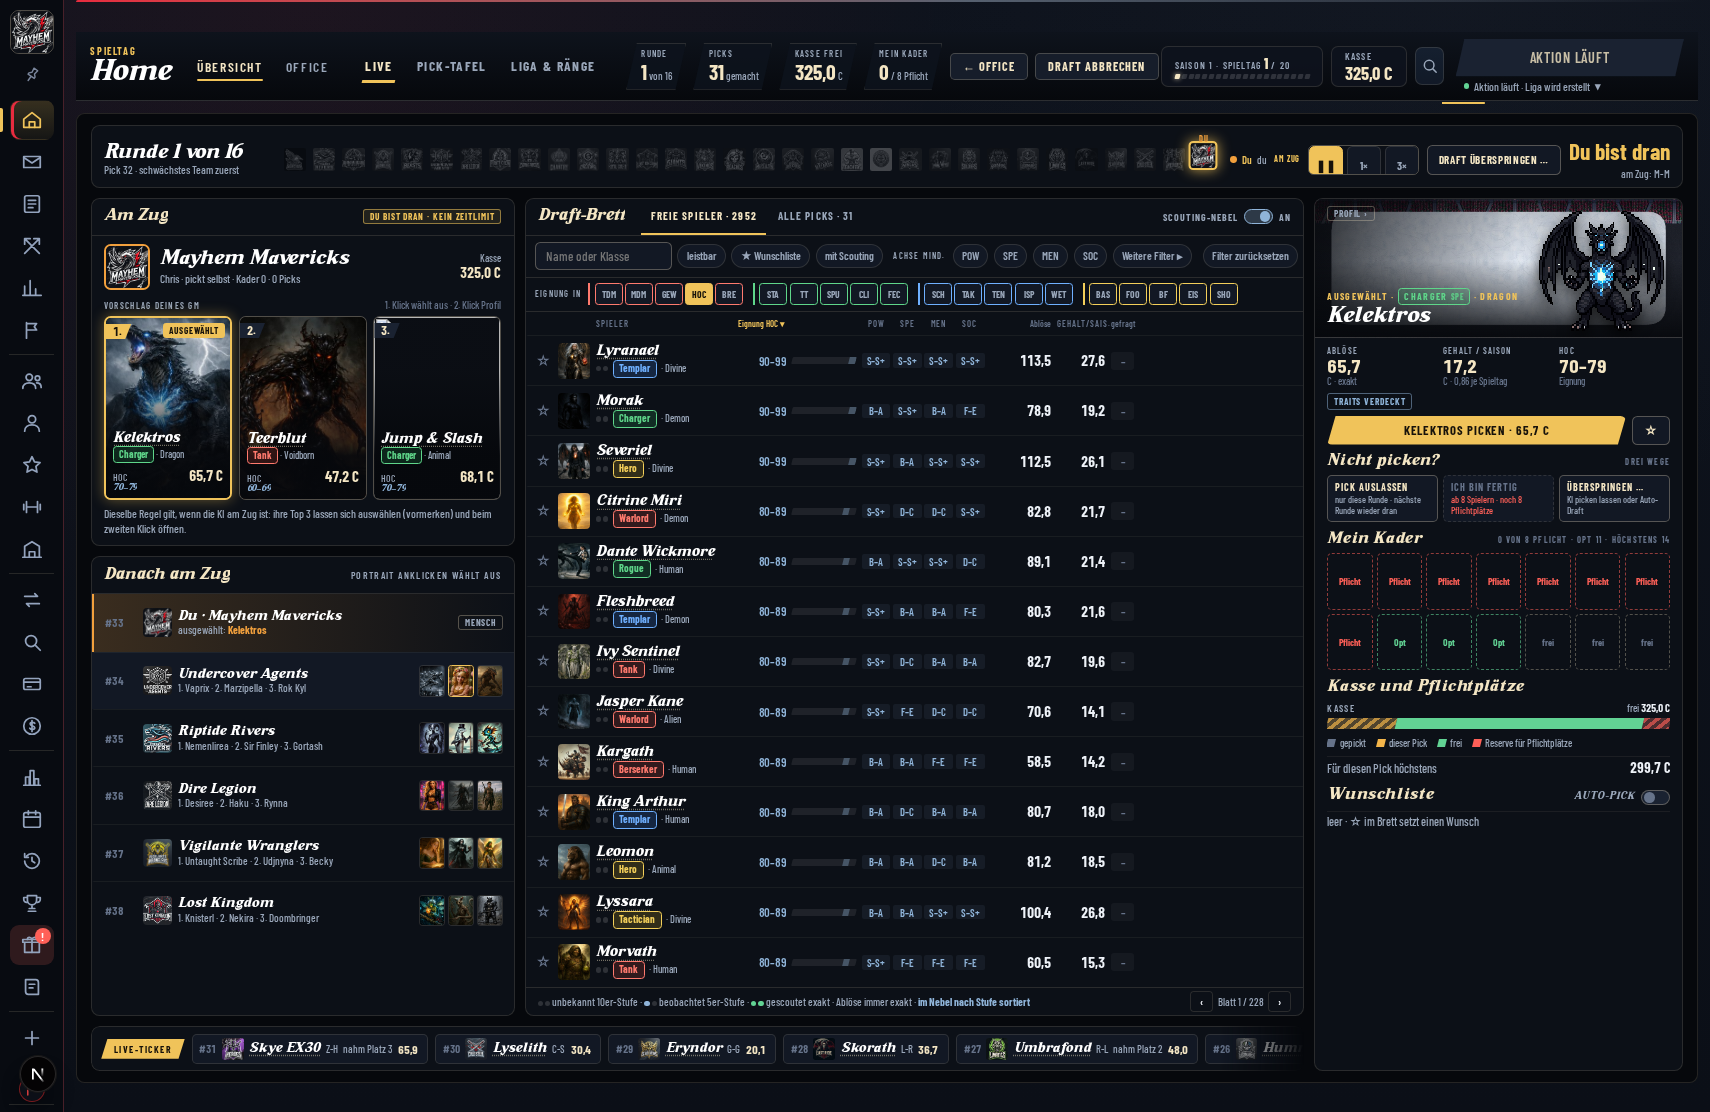 SPIELTAG
Home
ÜBERSICHT
OFFICE
LIVE
PICK-TAFEL
LIGA & RÄNGE
RUNDE
1 von 16
PICKS
31 gemacht
KASSE FREI
325,0 C
MEIN KADER
0 / 8 Pflicht
← OFFICE
DRAFT ABBRECHEN
SAISON 1 · SPIELTAG 1 / 20
KASSE
325,0 C
AKTION LÄUFT
Aktion läuft · Liga wird erstellt ▼
Runde 1 von 16
Pick 32 · schwächstes Team zuerst
DU
Du du AM ZUG
1×
3×
DRAFT ÜBERSPRINGEN ...
Du bist dran
am Zug: M-M
Am Zug
DU BIST DRAN · KEIN ZEITLIMIT
Mayhem Mavericks
Chris · pickt selbst · Kader 0 · 0 Picks
Kasse
325,0 C
VORSCHLAG DEINES GM
1. Klick wählt aus · 2. Klick Profil
1.
AUSGEWÄHLT
Kelektros
Charger · Dragon
HOC
70–79
65,7 C
2.
Teerblut
Tank · Voidborn
HOC
60–69
47,2 C
3.
Jump & Slash
Charger · Animal
HOC
70–79
68,1 C
Dieselbe Regel gilt, wenn die KI am Zug ist: ihre Top 3 lassen sich auswählen (vormerken) und beim
zweiten Klick öffnen.
Danach am Zug
PORTRAIT ANKLICKEN WÄHLT AUS
#33
Du · Mayhem Mavericks
ausgewählt: Kelektros
MENSCH
#34
Undercover Agents
1. Vaprix · 2. Marzipella · 3. Rok Kyl
#35
Riptide Rivers
1. Nemenlirea · 2. Sir Finley · 3. Gortash
#36
Dire Legion
1. Desiree · 2. Haku · 3. Rynna
#37
Vigilante Wranglers
1. Untaught Scribe · 2. Udjnyna · 3. Becky
#38
Lost Kingdom
1. Knisterl · 2. Nekira · 3. Doombringer
Draft-Brett
FREIE SPIELER · 2952
ALLE PICKS · 31
SCOUTING-NEBEL
AN
Name oder Klasse
leistbar
★ Wunschliste
mit Scouting
ACHSE MIND.
POW
SPE
MEN
SOC
Weitere Filter ▸
Filter zurücksetzen
EIGNUNG IN
TDM
MDM
GEW
HOC
BRE
STA
TT
SPU
CLI
FEC
SCH
TAK
TEN
ISP
WET
BAS
FOO
BF
EIS
SHO
SPIELER
Eignung HOC ▾
POW
SPE
MEN
SOC
Ablöse
GEHALT/SAIS.
gefragt
Lyranael
Templar · Divine
90–99 S–S+ S–S+ S–S+ S–S+ 113,5 27,6 –
Morak
Charger · Demon
90–99 B–A S–S+ B–A F–E 78,9 19,2 –
Severiel
Hero · Divine
90–99 S–S+ B–A S–S+ S–S+ 112,5 26,1 –
Citrine Miri
Warlord · Demon
80–89 S–S+ D–C D–C S–S+ 82,8 21,7 –
Dante Wickmore
Rogue · Human
80–89 B–A S–S+ S–S+ D–C 89,1 21,4 –
Fleshbreed
Templar · Demon
80–89 S–S+ B–A B–A F–E 80,3 21,6 –
Ivy Sentinel
Tank · Divine
80–89 S–S+ D–C B–A B–A 82,7 19,6 –
Jasper Kane
Warlord · Alien
80–89 S–S+ F–E D–C D–C 70,6 14,1 –
Kargath
Berserker · Human
80–89 B–A B–A F–E F–E 58,5 14,2 –
King Arthur
Templar · Human
80–89 B–A B–A B–A B–A 80,7 18,0 –
Leomon
Hero · Animal
80–89 B–A B–A D–C B–A 81,2 18,5 –
Lyssara
Tactician · Divine
80–89 B–A B–A S–S+ S–S+ 100,4 26,8 –
Morvath
Tank · Human
80–89 S–S+ F–E F–E F–E 60,5 15,3 –
unbekannt 10er-Stufe · beobachtet 5er-Stufe · gescoutet exakt · Ablöse immer exakt · im Nebel nach Stufe sortiert
‹ Blatt 1 / 228 ›
PROFIL ›
AUSGEWÄHLT · CHARGER SPE · DRAGON
Kelektros
ABLÖSE
65,7
C · exakt
GEHALT / SAISON
17,2
C · 0,86 je Spieltag
HOC
70–79
Eignung
TRAITS VERDECKT
KELEKTROS PICKEN · 65,7 C
☆
Nicht picken?
DREI WEGE
PICK AUSLASSEN
nur diese Runde · nächste
Runde wieder dran
ICH BIN FERTIG
ab 8 Spielern · noch 8
Pflichtplätze
ÜBERSPRINGEN ...
KI picken lassen oder Auto-
Draft
Mein Kader
0 VON 8 PFLICHT · OPT 11 · HÖCHSTENS 14
Pflicht Pflicht Pflicht Pflicht Pflicht Pflicht Pflicht
Pflicht Opt Opt Opt frei frei frei
Kasse und Pflichtplätze
KASSE
frei 325,0 C
gepickt
dieser Pick
frei
Reserve für Pflichtplätze
Für diesen Pick höchstens
299,7 C
Wunschliste
AUTO-PICK
leer · ☆ im Brett setzt einen Wunsch
LIVE-TICKER
#31 Skye EX30 Z-H nahm Platz 3 65,9
#30 Lyselith C-S 30,4
#29 Eryndor G-G 20,1
#28 Skorath L-R 36,7
#27 Umbrafond R-L nahm Platz 2 48,0
#26
!
N